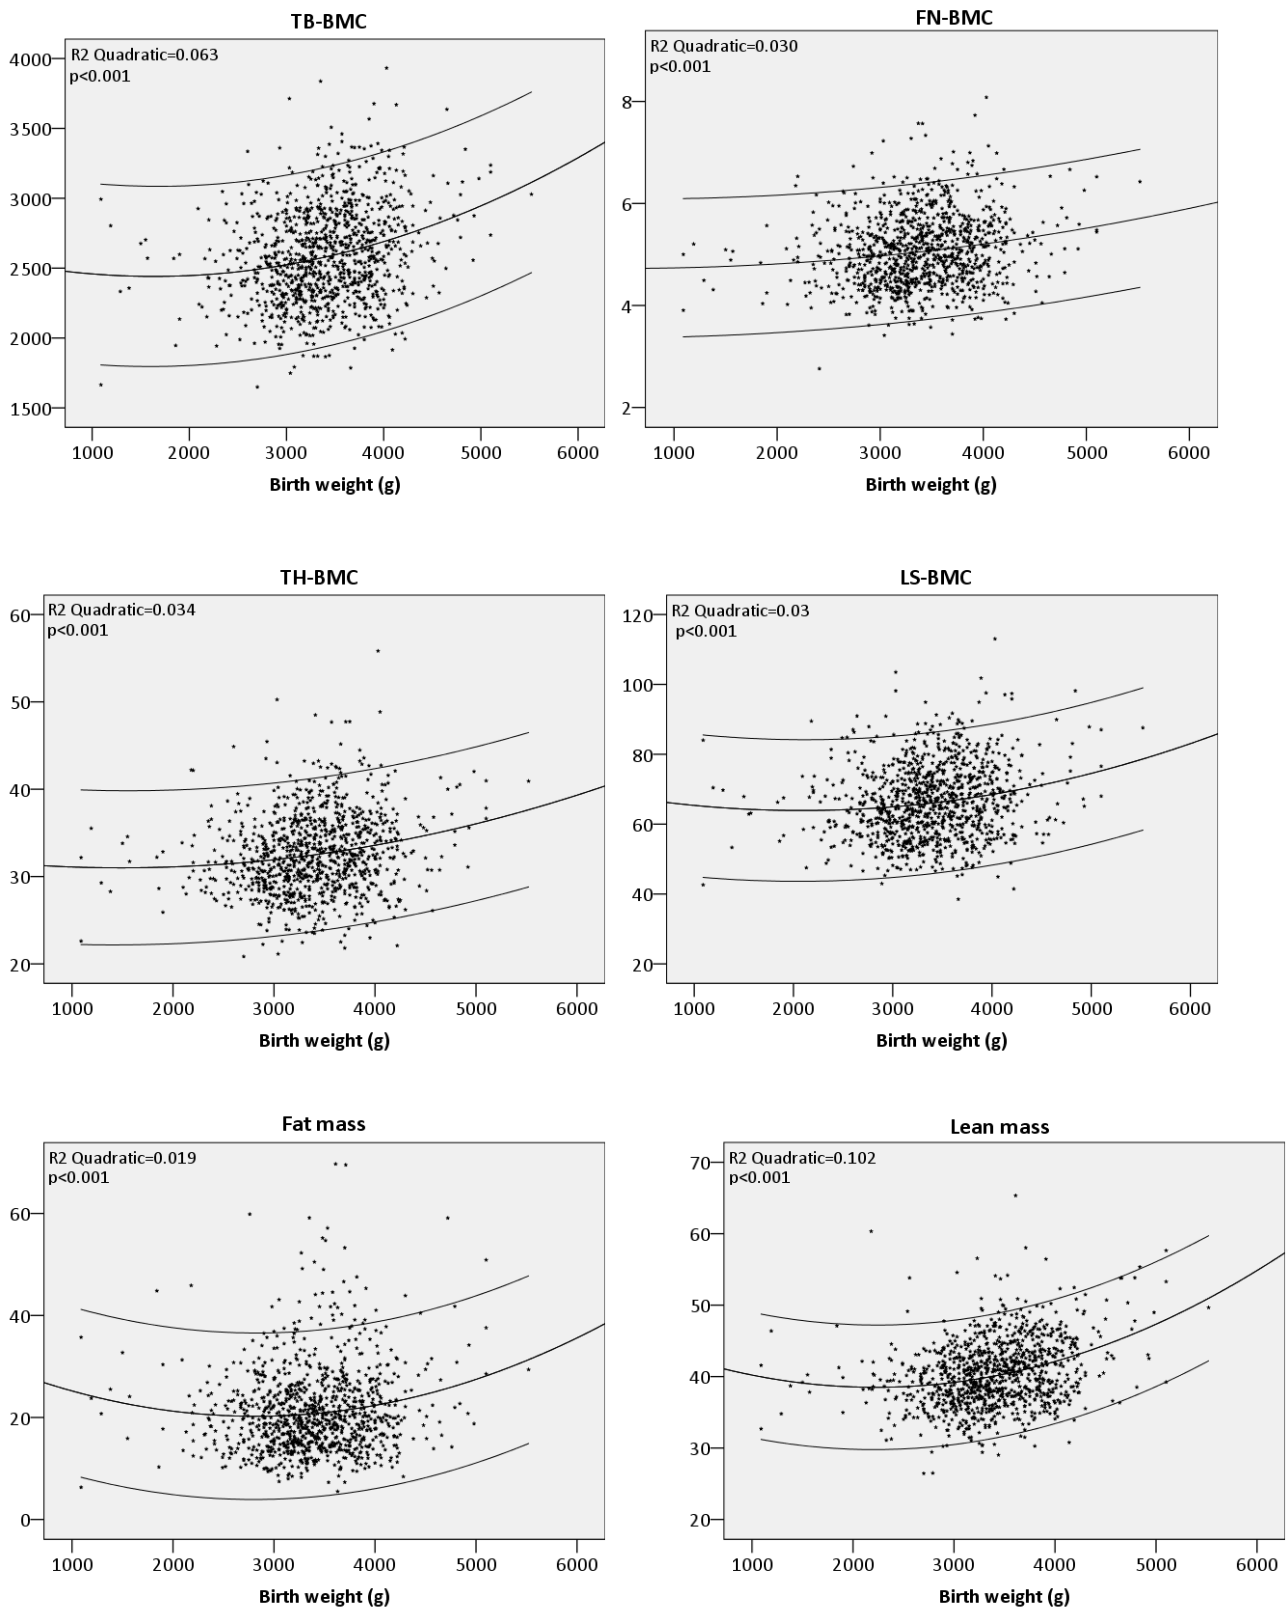 TB-BMC
R2 Quadratic=0.063
p<0.001
4000
3500
3000
2500
2000
1500
1000 2000 3000 4000 5000 6000
Birth weight (g)
FN-BMC
R2 Quadratic=0.030
p<0.001
8
6
4
2
1000 2000 3000 4000 5000 6000
Birth weight (g)
TH-BMC
R2 Quadratic=0.034
p<0.001
60
50
40
30
20
1000 2000 3000 4000 5000 6000
Birth weight (g)
LS-BMC
R2 Quadratic=0.03
p<0.001
120
100
80
60
40
20
1000 2000 3000 4000 5000 6000
Birth weight (g)
Fat mass
R2 Quadratic=0.019
p<0.001
60
40
20
0
1000 2000 3000 4000 5000 6000
Birth weight (g)
Lean mass
R2 Quadratic=0.102
p<0.001
70
60
50
40
30
20
1000 2000 3000 4000 5000 6000
Birth weight (g)